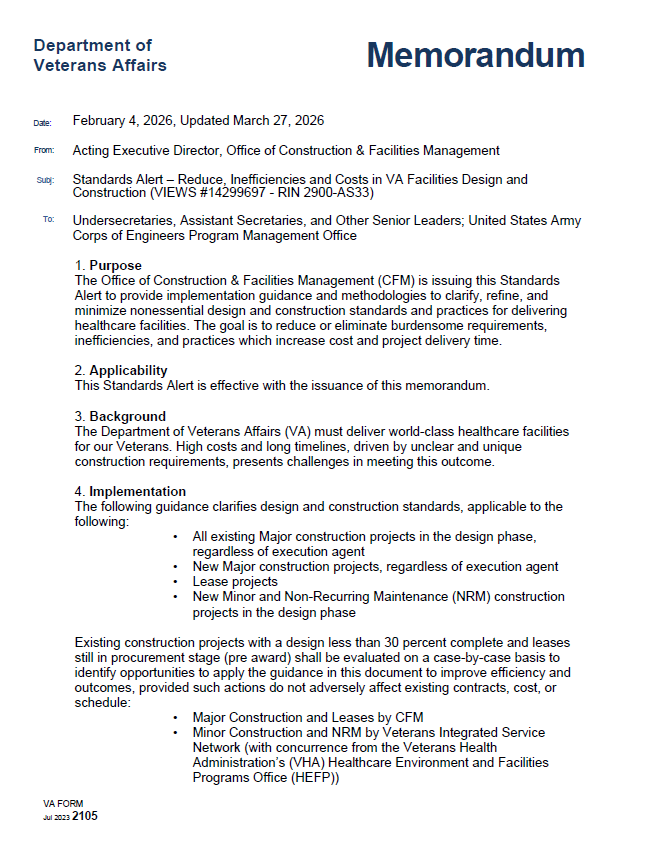 Department of
Veterans Affairs
Memorandum
Date: February 4, 2026, Updated March 27, 2026
From: Acting Executive Director, Office of Construction & Facilities Management
Subj: Standards Alert – Reduce, Inefficiencies and Costs in VA Facilities Design and
Construction (VIEWS #14299697 - RIN 2900-AS33)
To: Undersecretaries, Assistant Secretaries, and Other Senior Leaders; United States Army
Corps of Engineers Program Management Office
1. Purpose
The Office of Construction & Facilities Management (CFM) is issuing this Standards
Alert to provide implementation guidance and methodologies to clarify, refine, and
minimize nonessential design and construction standards and practices for delivering
healthcare facilities. The goal is to reduce or eliminate burdensome requirements,
inefficiencies, and practices which increase cost and project delivery time.
2. Applicability
This Standards Alert is effective with the issuance of this memorandum.
3. Background
The Department of Veterans Affairs (VA) must deliver world-class healthcare facilities
for our Veterans. High costs and long timelines, driven by unclear and unique
construction requirements, presents challenges in meeting this outcome.
4. Implementation
The following guidance clarifies design and construction standards, applicable to the
following:
• All existing Major construction projects in the design phase,
regardless of execution agent
• New Major construction projects, regardless of execution agent
• Lease projects
• New Minor and Non-Recurring Maintenance (NRM) construction
projects in the design phase
Existing construction projects with a design less than 30 percent complete and leases
still in procurement stage (pre award) shall be evaluated on a case-by-case basis to
identify opportunities to apply the guidance in this document to improve efficiency and
outcomes, provided such actions do not adversely affect existing contracts, cost, or
schedule:
• Major Construction and Leases by CFM
• Minor Construction and NRM by Veterans Integrated Service
Network (with concurrence from the Veterans Health
Administration's (VHA) Healthcare Environment and Facilities
Programs Office (HEFP))
VA FORM
Jul 2023 2105